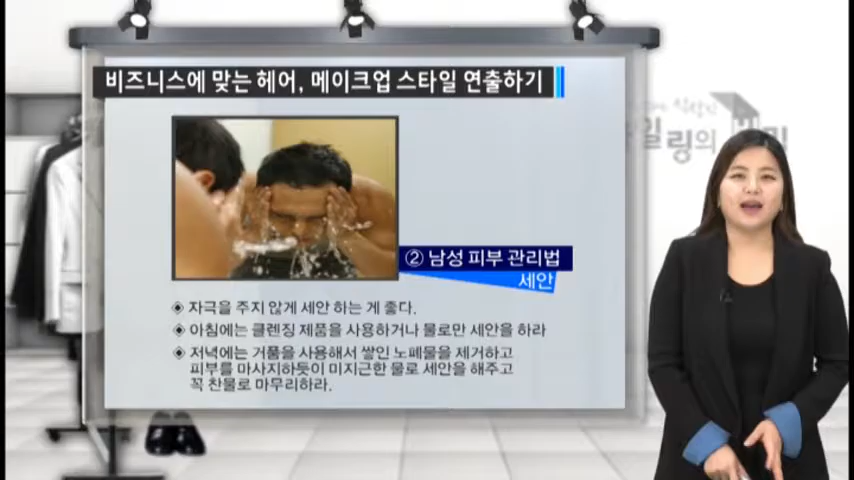 비즈니스에 맞는 헤어, 메이크업 스타일 연출하기
링의
② 남성 피부 관리법
세안
◈ 자극을 주지 않게 세안 하는 게 좋다.
◈ 아침에는 클렌징 제품을 사용하거나 물로만 세안을 하라
◈ 저녁에는 거품을 사용해서 쌓인 노폐물을 제거하고
피부를 마사지하듯이 미지근한 물로 세안을 해주고
꼭 찬물로 마무리하라.